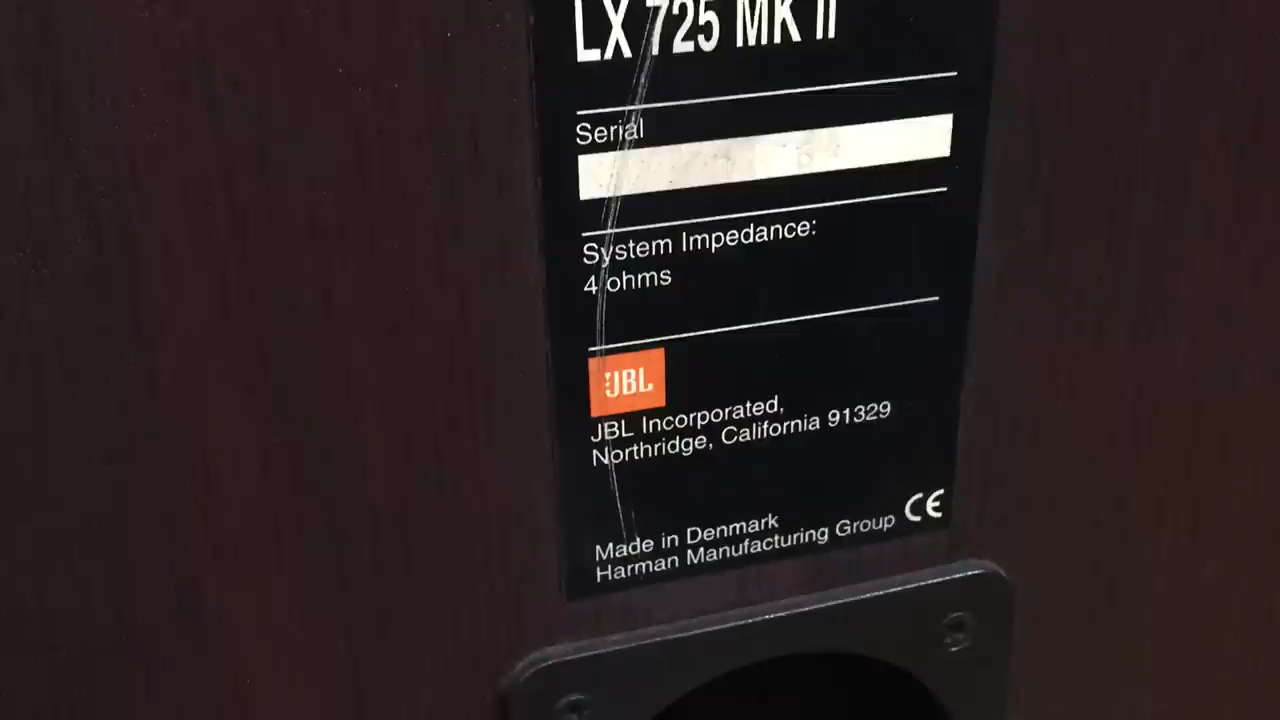 LX 725 MK II
Serial
System Impedance:
4 ohms
JBL
JBL Incorporated,
Northridge, California 91329
Made in Denmark
Harman Manufacturing Group CE